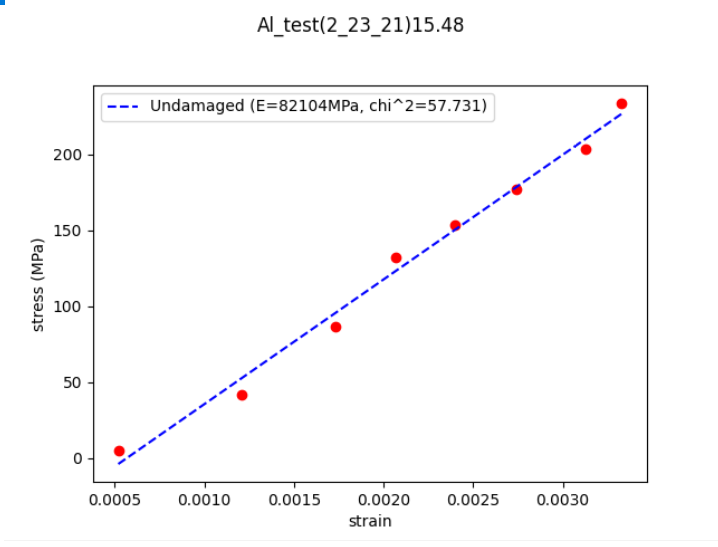 Al_test(2_23_21)15.48
Undamaged (E=82104MPa, chi^2=57.731)
200
150
100
50
0
stress (MPa)
0.0005 0.0010 0.0015 0.0020 0.0025 0.0030
strain